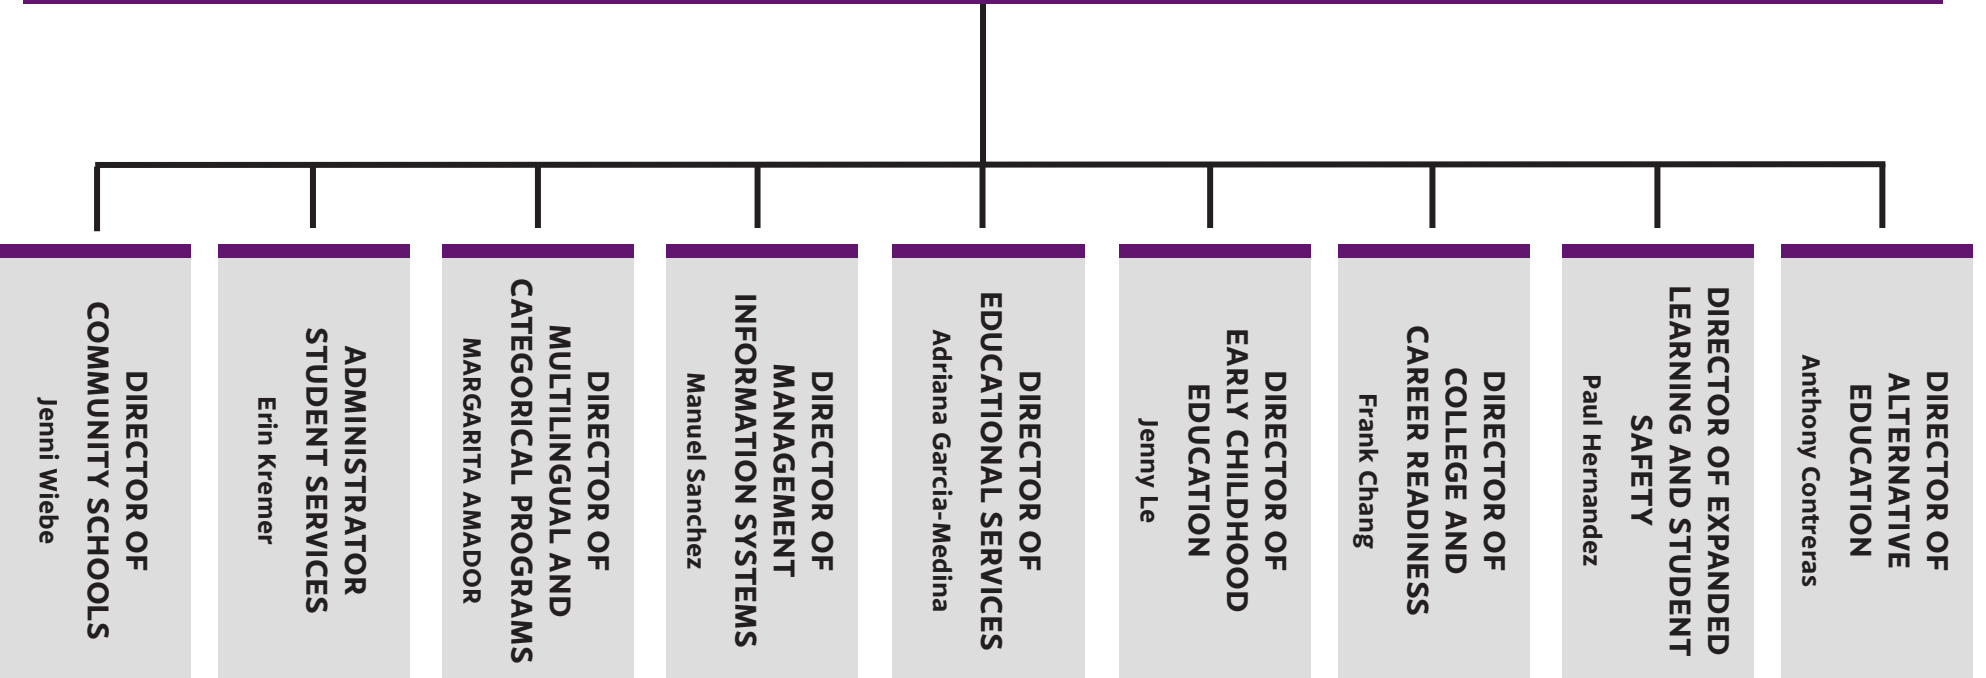 DIRECTOR OF
COMMUNITY SCHOOLS
Jenni Wiebe
ADMINISTRATOR
STUDENT SERVICES
Erin Kremer
DIRECTOR OF
MULTILINGUAL AND
CATEGORICAL PROGRAMS
MARGARITA AMADOR
DIRECTOR OF
MANAGEMENT
INFORMATION SYSTEMS
Manuel Sanchez
DIRECTOR OF
EDUCATIONAL SERVICES
Adriana Garcia-Medina
DIRECTOR OF
EARLY CHILDHOOD
EDUCATION
Jenny Le
DIRECTOR OF
COLLEGE AND
CAREER READINESS
Frank Chang
DIRECTOR OF EXPANDED
LEARNING AND STUDENT
SAFETY
Paul Hernandez
DIRECTOR OF
ALTERNATIVE
EDUCATION
Anthony Contreras